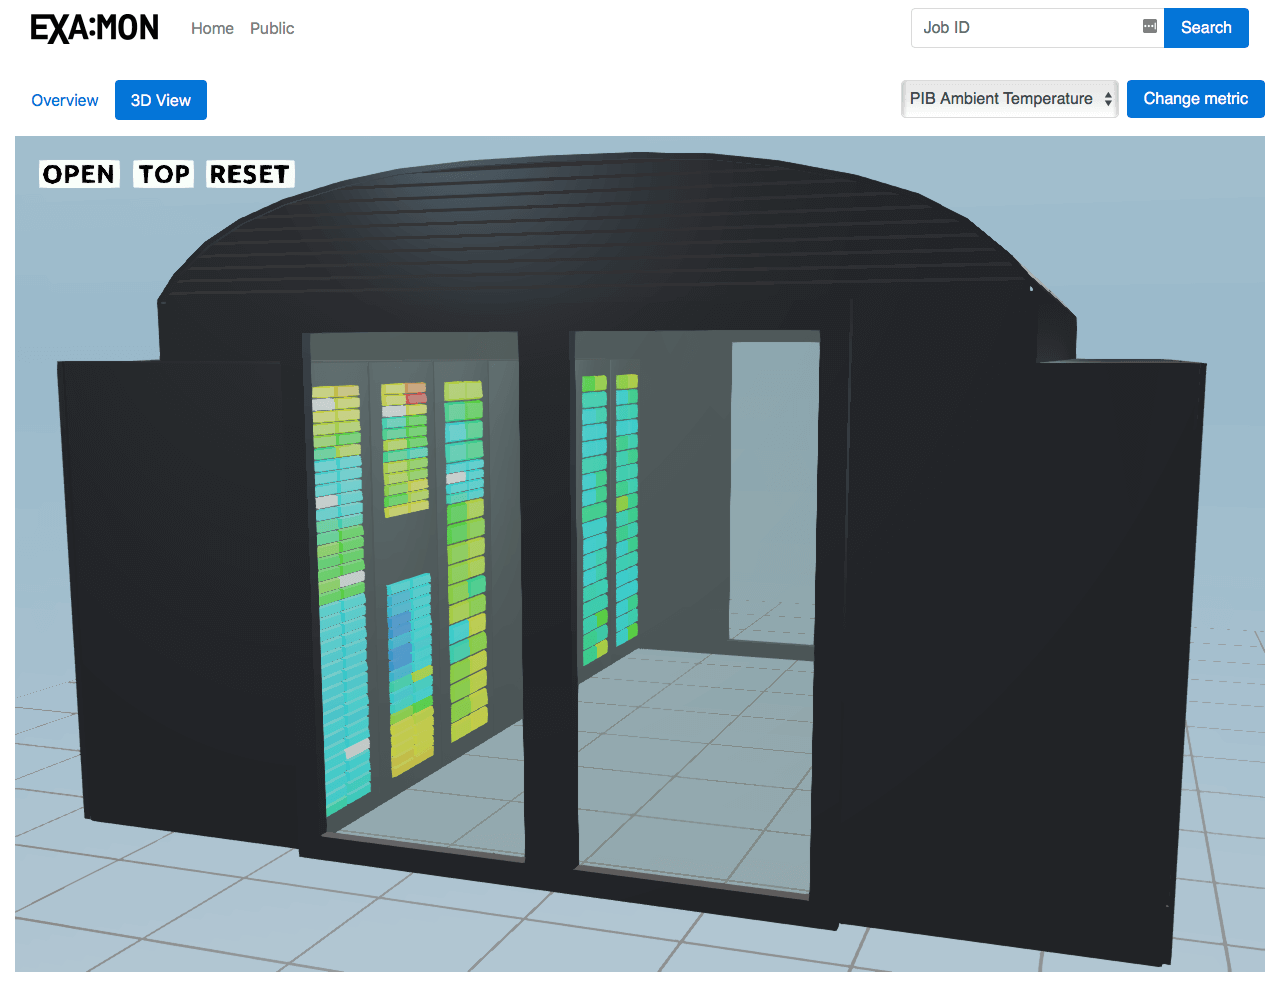 EXA:MON Home Public Job ID Search
Overview 3D View PIB Ambient Temperature Change metric
OPEN TOP RESET